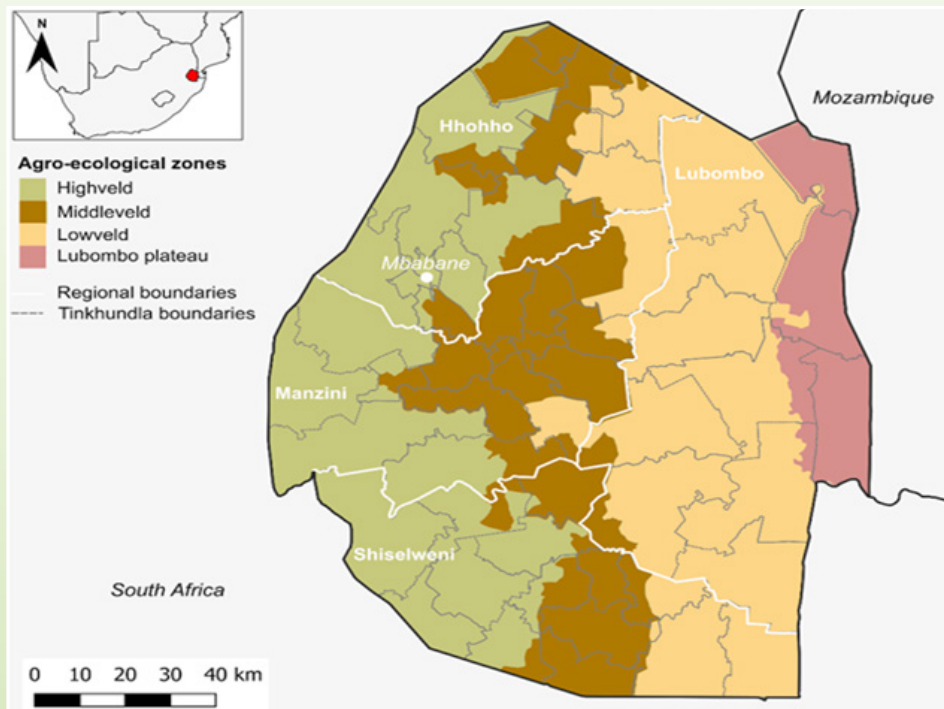 N
Mozambique
Agro-ecological zones
Highveld
Middleveld
Lowveld
Lubombo plateau
Regional boundaries
Tinkhundla boundaries
Hhohho
Lubombo
Mbabane
Manzini
Shiselweni
South Africa
0 10 20 30 40 km